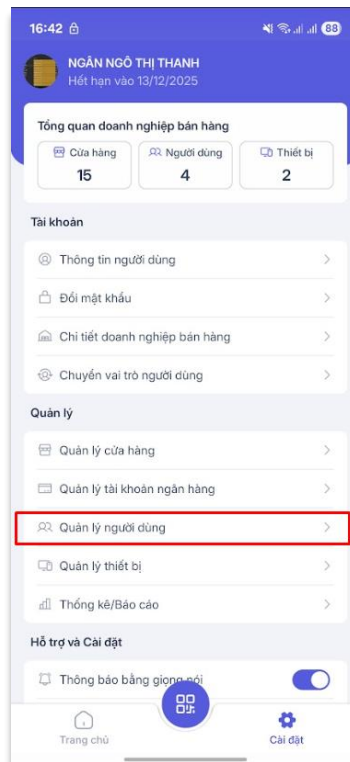 16:42
88
NGÂN NGÔ THỊ THANH
Hết hạn vào 13/12/2025
Tổng quan doanh nghiệp bán hàng
Cửa hàng
15
Người dùng
4
Thiết bị
2
Tài khoản
Thông tin người dùng
Đổi mật khẩu
Chi tiết doanh nghiệp bán hàng
Chuyển vai trò người dùng
Quản lý
Quản lý cửa hàng
Quản lý tài khoản ngân hàng
Quản lý người dùng
Quản lý thiết bị
Thống kê/Báo cáo
Hỗ trợ và Cài đặt
Thông báo bằng giọng nói
Trang chủ
Cài đặt